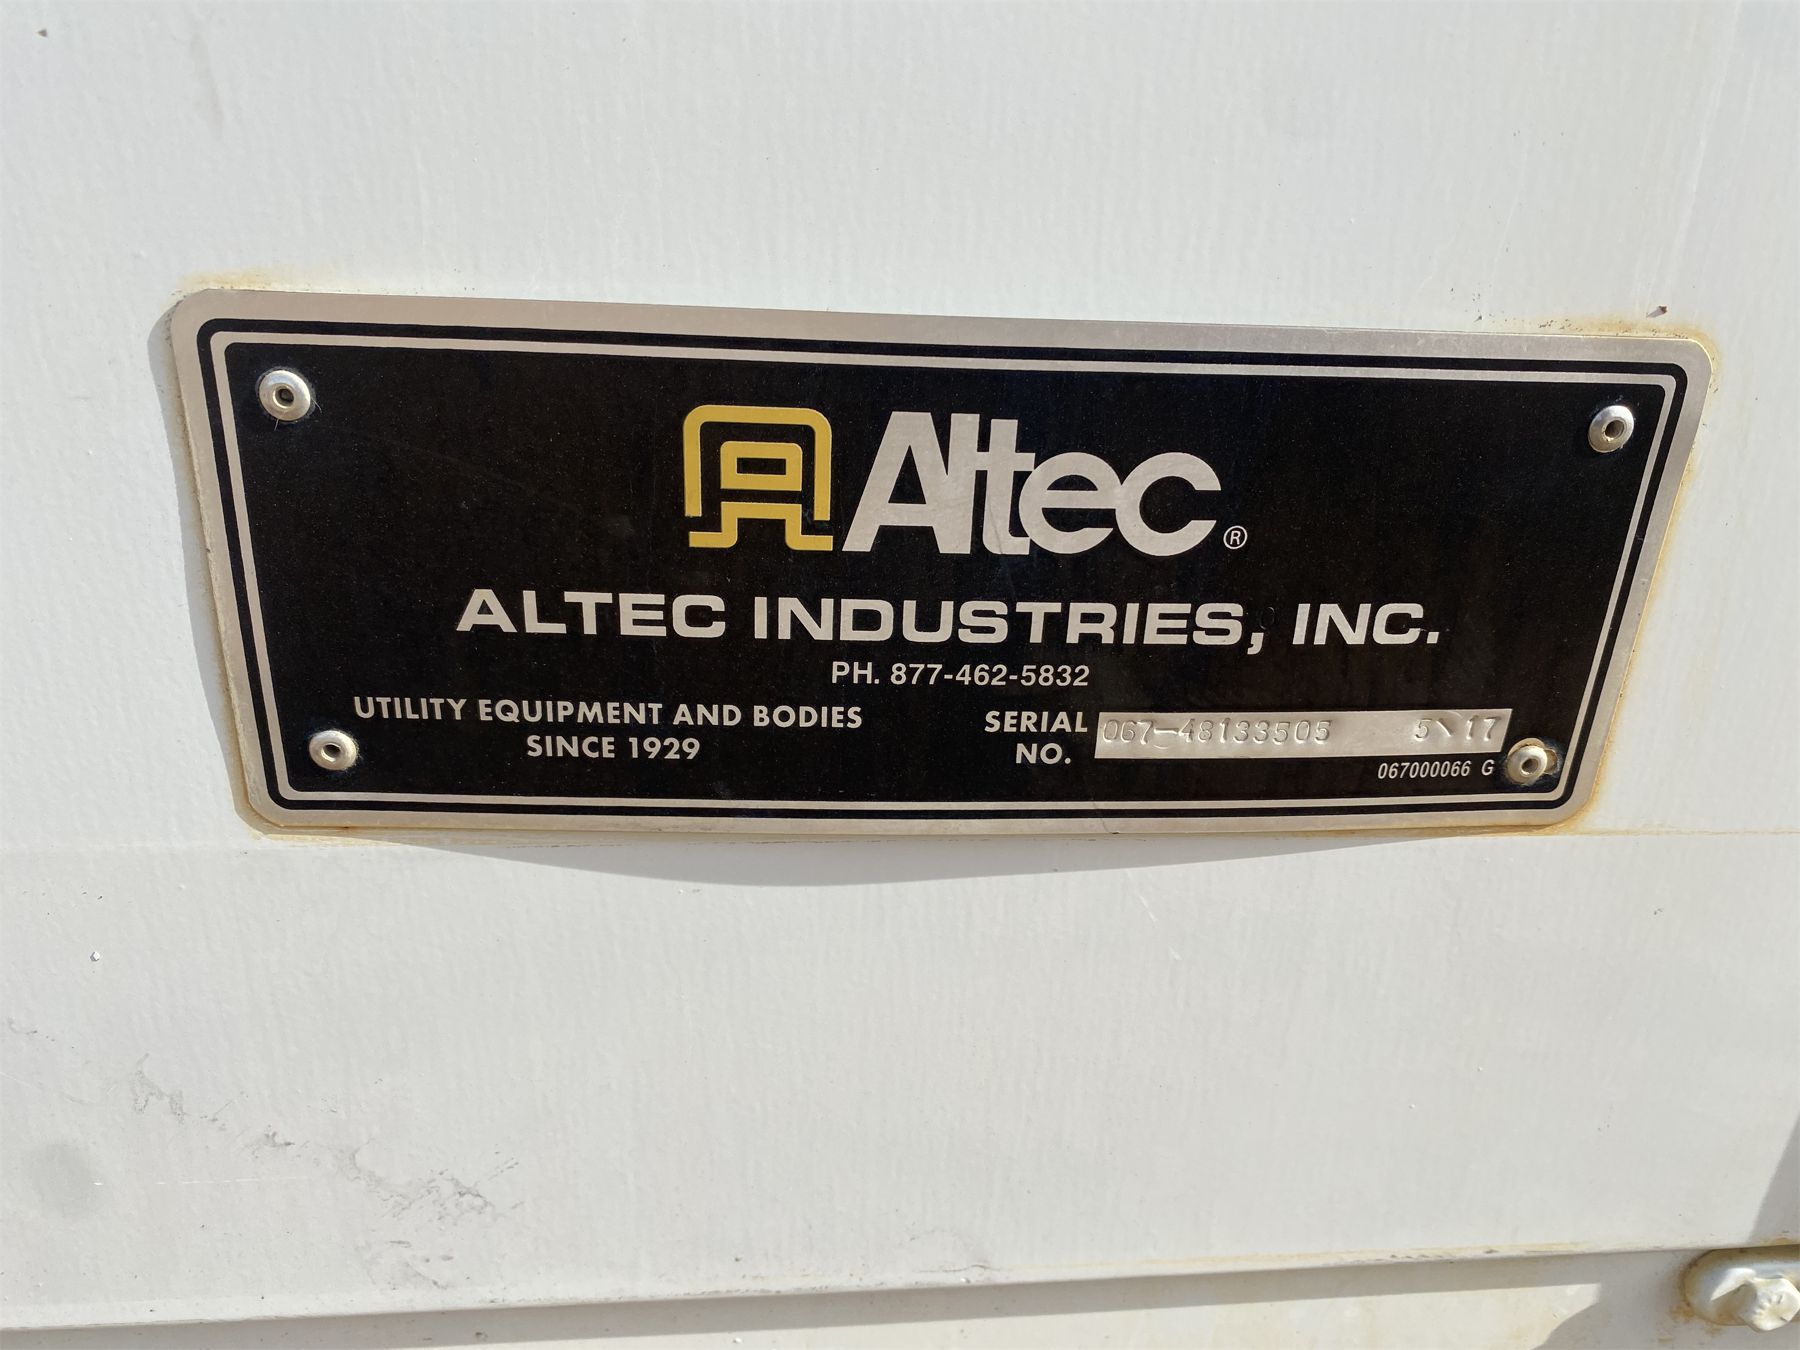 Altec®
ALTEC INDUSTRIES, INC.
PH. 877-462-5832
UTILITY EQUIPMENT AND BODIES
SINCE 1929
SERIAL NO. 067-48133505 5\17
067000066 G